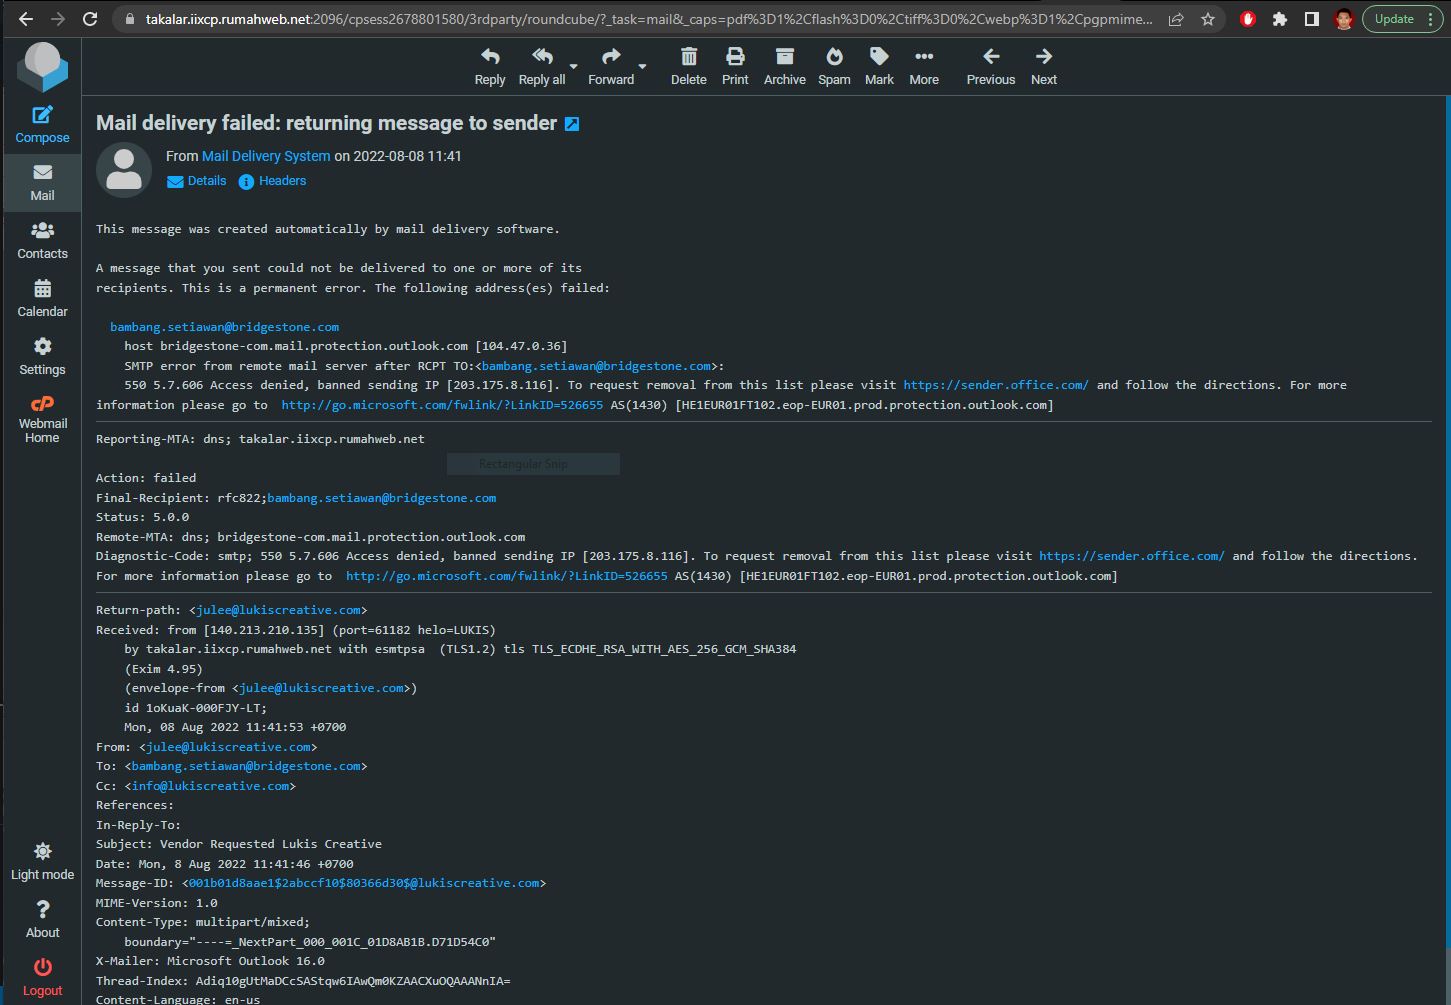 takalar.iixcp.rumahweb.net:2096/cpsess2678801580/3rdparty/roundcube/?_task=mail&_caps=pdf%3D1%2Cflash%3D0%2Ctiff%3D0%2Cwebp%3D1%2Cpgpmime... Update
Reply Reply all Forward Delete Print Archive Spam Mark More Previous Next
Compose
Mail
Contacts
Calendar
Settings
cP
Webmail
Home
Light mode
About
Logout
Mail delivery failed: returning message to sender
From Mail Delivery System on 2022-08-08 11:41
Details Headers
This message was created automatically by mail delivery software.
A message that you sent could not be delivered to one or more of its
recipients. This is a permanent error. The following address(es) failed:
bambang.setiawan@bridgestone.com
host bridgestone-com.mail.protection.outlook.com [104.47.0.36]
SMTP error from remote mail server after RCPT TO:<bambang.setiawan@bridgestone.com>:
550 5.7.606 Access denied, banned sending IP [203.175.8.116]. To request removal from this list please visit https://sender.office.com/ and follow the directions. For more
information please go to http://go.microsoft.com/fwlink/?LinkID=526655 AS(1430) [HE1EUR01FT102.eop-EUR01.prod.protection.outlook.com]
Reporting-MTA: dns; takalar.iixcp.rumahweb.net
Rectangular Snip
Action: failed
Final-Recipient: rfc822;bambang.setiawan@bridgestone.com
Status: 5.0.0
Remote-MTA: dns; bridgestone-com.mail.protection.outlook.com
Diagnostic-Code: smtp; 550 5.7.606 Access denied, banned sending IP [203.175.8.116]. To request removal from this list please visit https://sender.office.com/ and follow the directions.
For more information please go to http://go.microsoft.com/fwlink/?LinkID=526655 AS(1430) [HE1EUR01FT102.eop-EUR01.prod.protection.outlook.com]
Return-path: <julee@lukiscreative.com>
Received: from [140.213.210.135] (port=61182 helo=LUKIS)
by takalar.iixcp.rumahweb.net with esmtpsa (TLS1.2) tls TLS_ECDHE_RSA_WITH_AES_256_GCM_SHA384
(Exim 4.95)
(envelope-from <julee@lukiscreative.com>)
id 1oKuaK-000FJY-LT;
Mon, 08 Aug 2022 11:41:53 +0700
From: <julee@lukiscreative.com>
To: <bambang.setiawan@bridgestone.com>
Cc: <info@lukiscreative.com>
References:
In-Reply-To:
Subject: Vendor Requested Lukis Creative
Date: Mon, 8 Aug 2022 11:41:46 +0700
Message-ID: <001b01d8aae1$2abccf10$80366d30$@lukiscreative.com>
MIME-Version: 1.0
Content-Type: multipart/mixed;
boundary="----=_NextPart_000_001C_01D8AB1B.D71D54C0"
X-Mailer: Microsoft Outlook 16.0
Thread-Index: Adiq10gUtMaDCcSAStqw6IAwQm0KZAACXuOQAAANnIA=
Content-Language: en-us